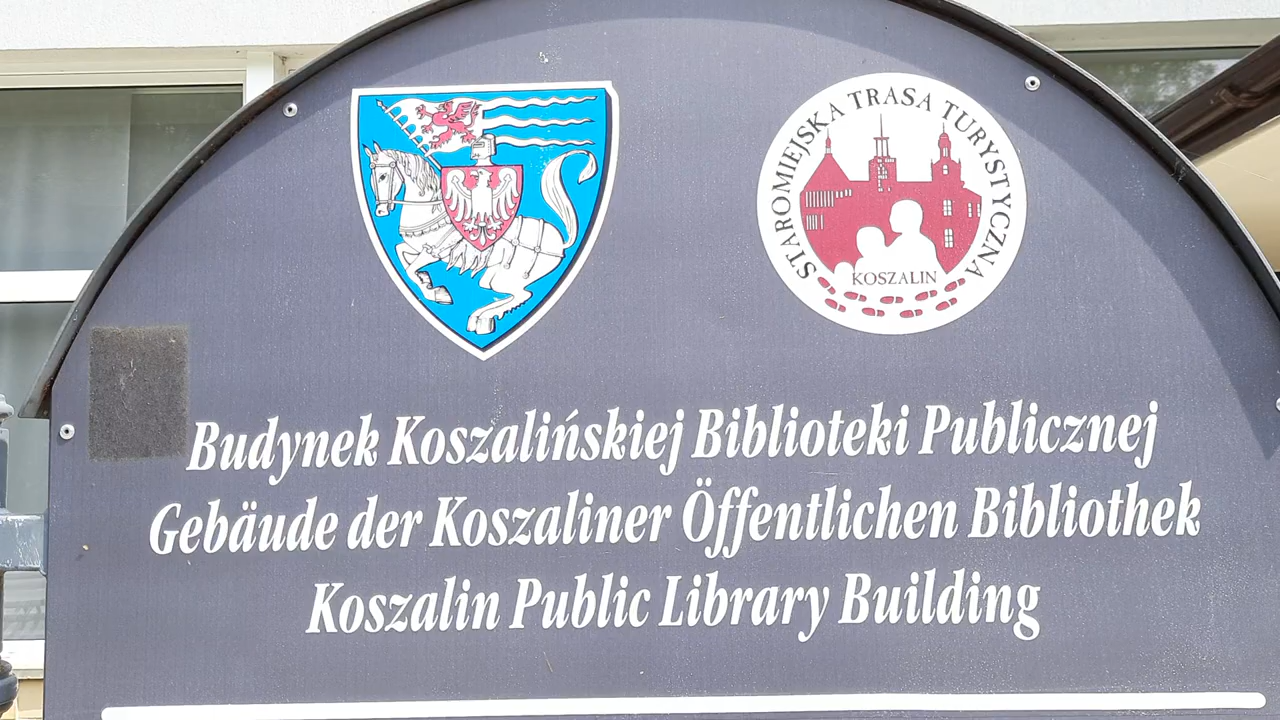 STAROMIEJSKA TRASA TURYSTYCZNA
KOSZALIN
Budynek Koszalińskiej Biblioteki Publicznej
Gebäude der Koszaliner Öffentlichen Bibliothek
Koszalin Public Library Building